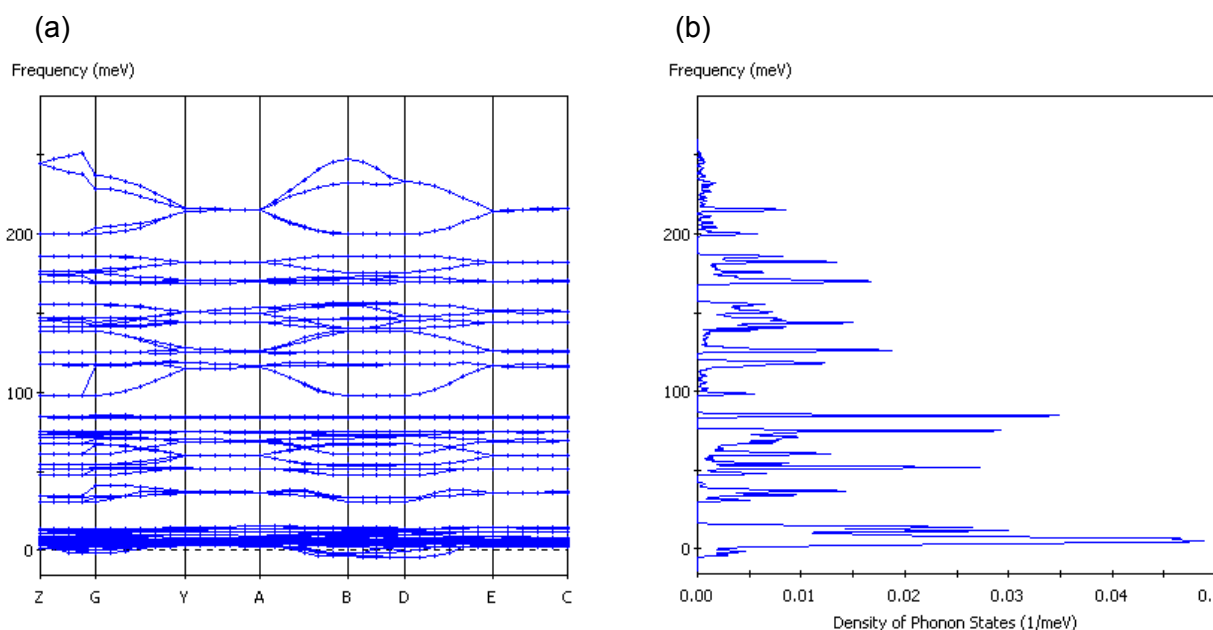 (a)
(b)
Frequency (meV)
Frequency (meV)
200
100
0
Z G Y A B D E C
200
100
0
0.00 0.01 0.02 0.03 0.04 0.
Density of Phonon States (1/meV)